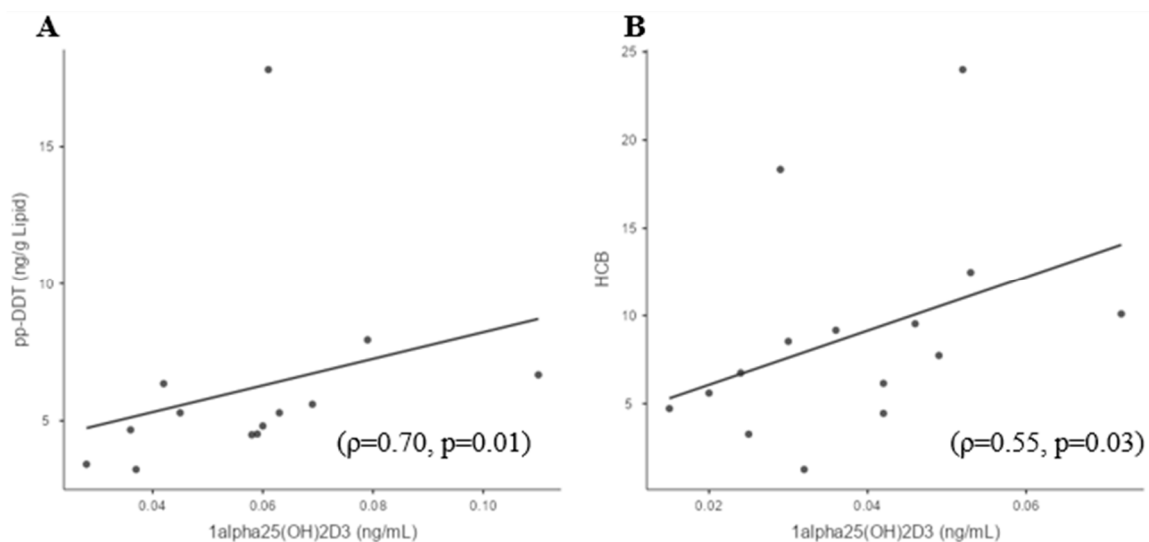 A
pp-DDT (ng/g Lipid)
15
10
5
(ρ=0.70, p=0.01)
0.04 0.06 0.08 0.10
1alpha25(OH)2D3 (ng/mL)
B
HCB
25
20
15
10
5
(ρ=0.55, p=0.03)
0.02 0.04 0.06
1alpha25(OH)2D3 (ng/mL)